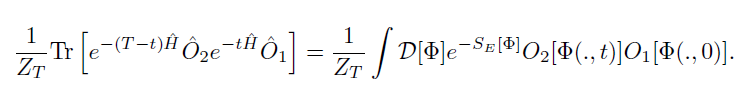 \frac{1}{Z_T} \text{Tr} \left[ e^{-(T-t)\hat{H}} \hat{O}_2 e^{-t\hat{H}} \hat{O}_1 \right] = \frac{1}{Z_T} \int \mathcal{D}[\Phi] e^{-S_E[\Phi]} O_2[\Phi(.,t)] O_1[\Phi(.,0)].